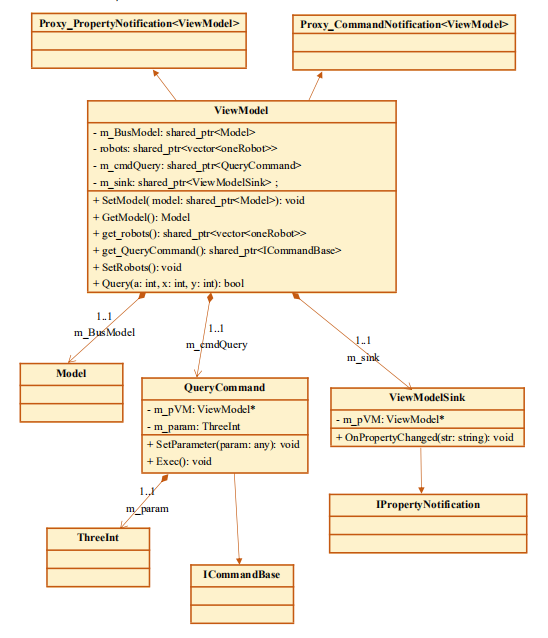 Proxy_PropertyNotification<ViewModel>
Proxy_CommandNotification<ViewModel>
ViewModel
- m_BusModel: shared_ptr<Model>
- robots: shared_ptr<vector<oneRobot>>
- m_cmdQuery: shared_ptr<QueryCommand>
- m_sink: shared_ptr<ViewModelSink> ;
+ SetModel( model: shared_ptr<Model>): void
+ GetModel(): Model
+ get_robots(): shared_ptr<vector<oneRobot>>
+ get_QueryCommand(): shared_ptr<ICommandBase>
+ SetRobots(): void
+ Query(a: int, x: int, y: int): bool
1..1
m_BusModel
1..1
m_cmdQuery
1..1
m_sink
Model
QueryCommand
- m_pVM: ViewModel*
- m_param: ThreeInt
+ SetParameter(param: any): void
+ Exec(): void
ViewModelSink
- m_pVM: ViewModel*
+ OnPropertyChanged(str: string): void
1..1
m_param
IPropertyNotification
ThreeInt
ICommandBase